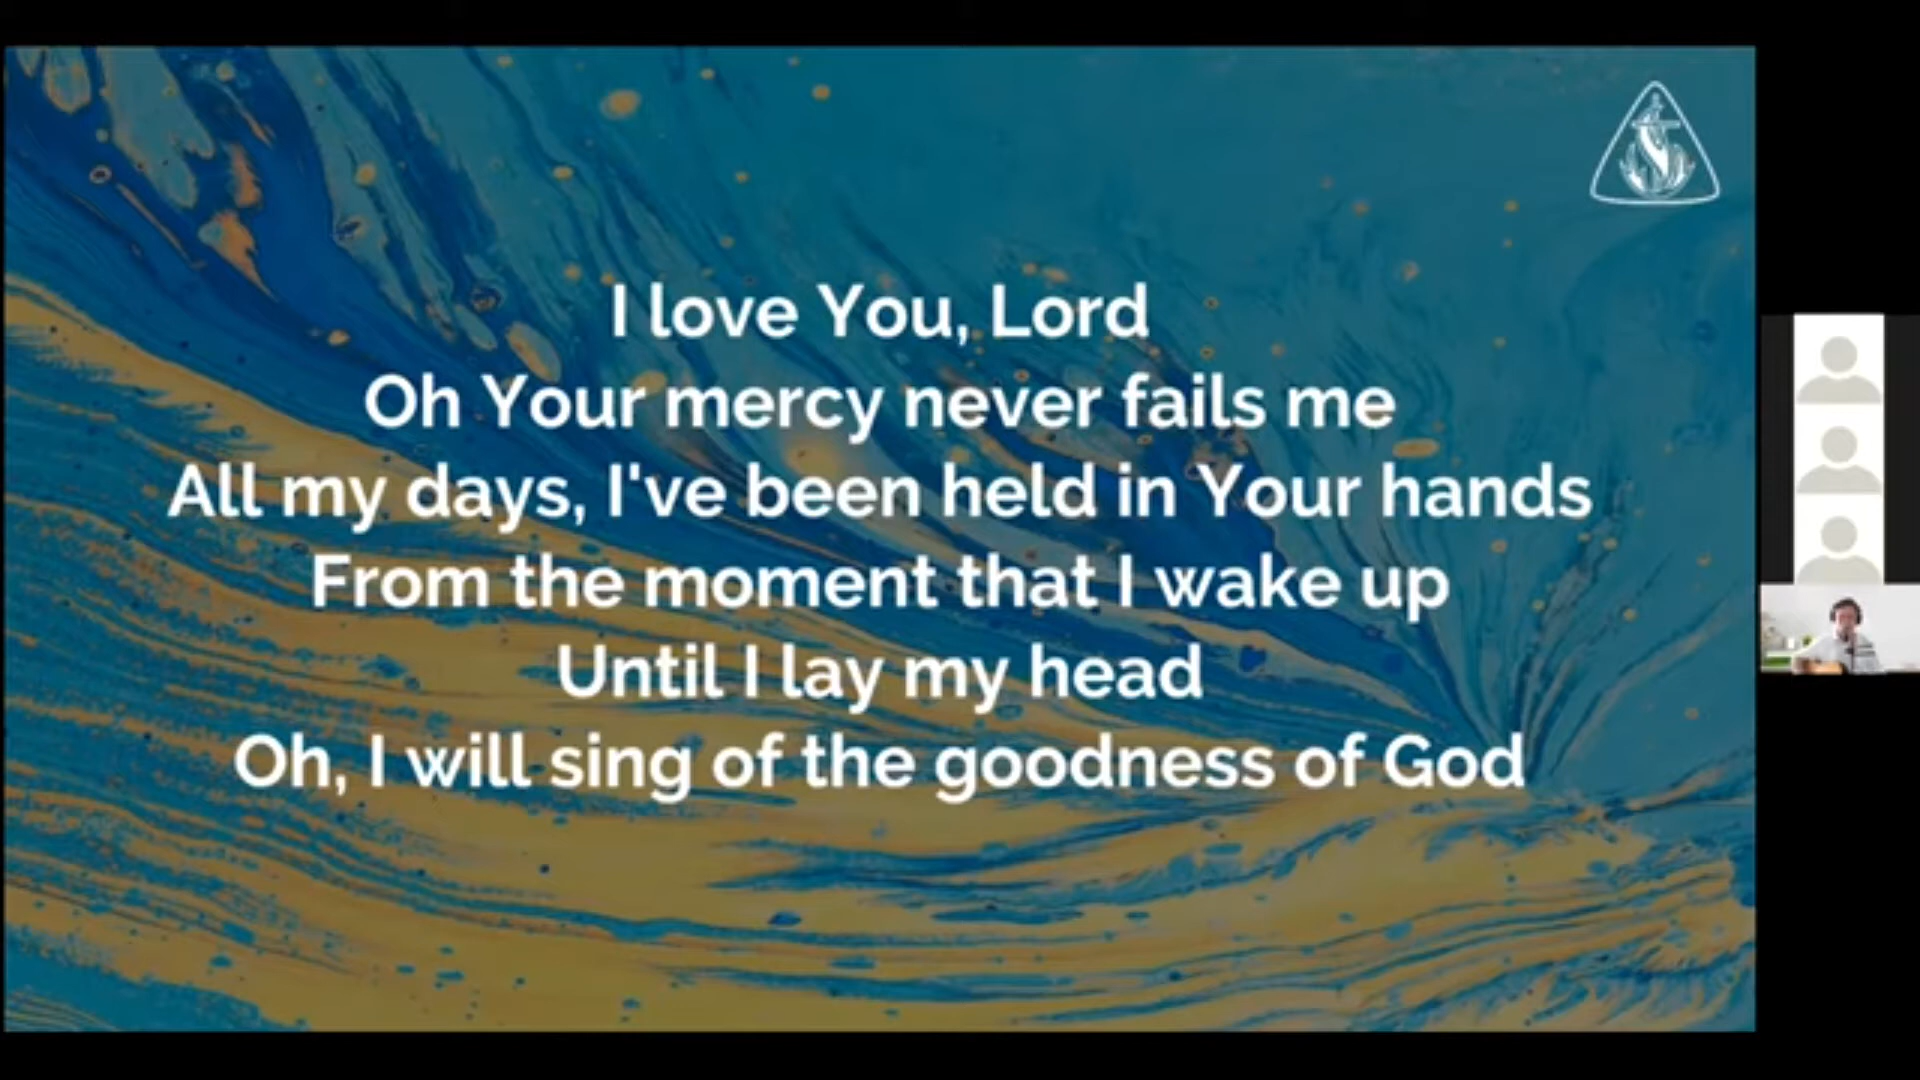 I love You, Lord
Oh Your mercy never fails me
All my days, I've been held in Your hands
From the moment that I wake up
Until I lay my head
Oh, I will sing of the goodness of God